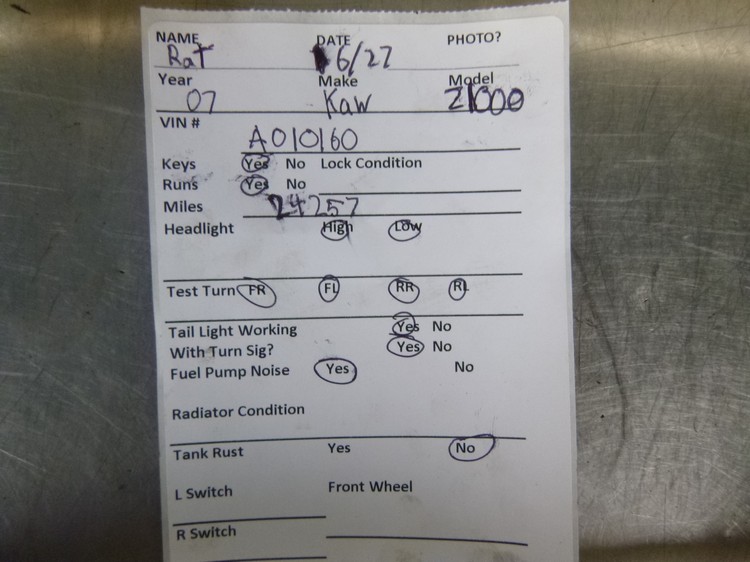 NAME DATE PHOTO?
Rat 6/27
Year Make Model
07 Kaw Z1000
VIN #
A010160
Keys Yes No Lock Condition
Runs Yes No
Miles 24257
Headlight High Low
Test Turn FR FL RR RL
Tail Light Working Yes No
With Turn Sig? Yes No
Fuel Pump Noise Yes No
Radiator Condition
Tank Rust Yes No
L Switch Front Wheel
R Switch